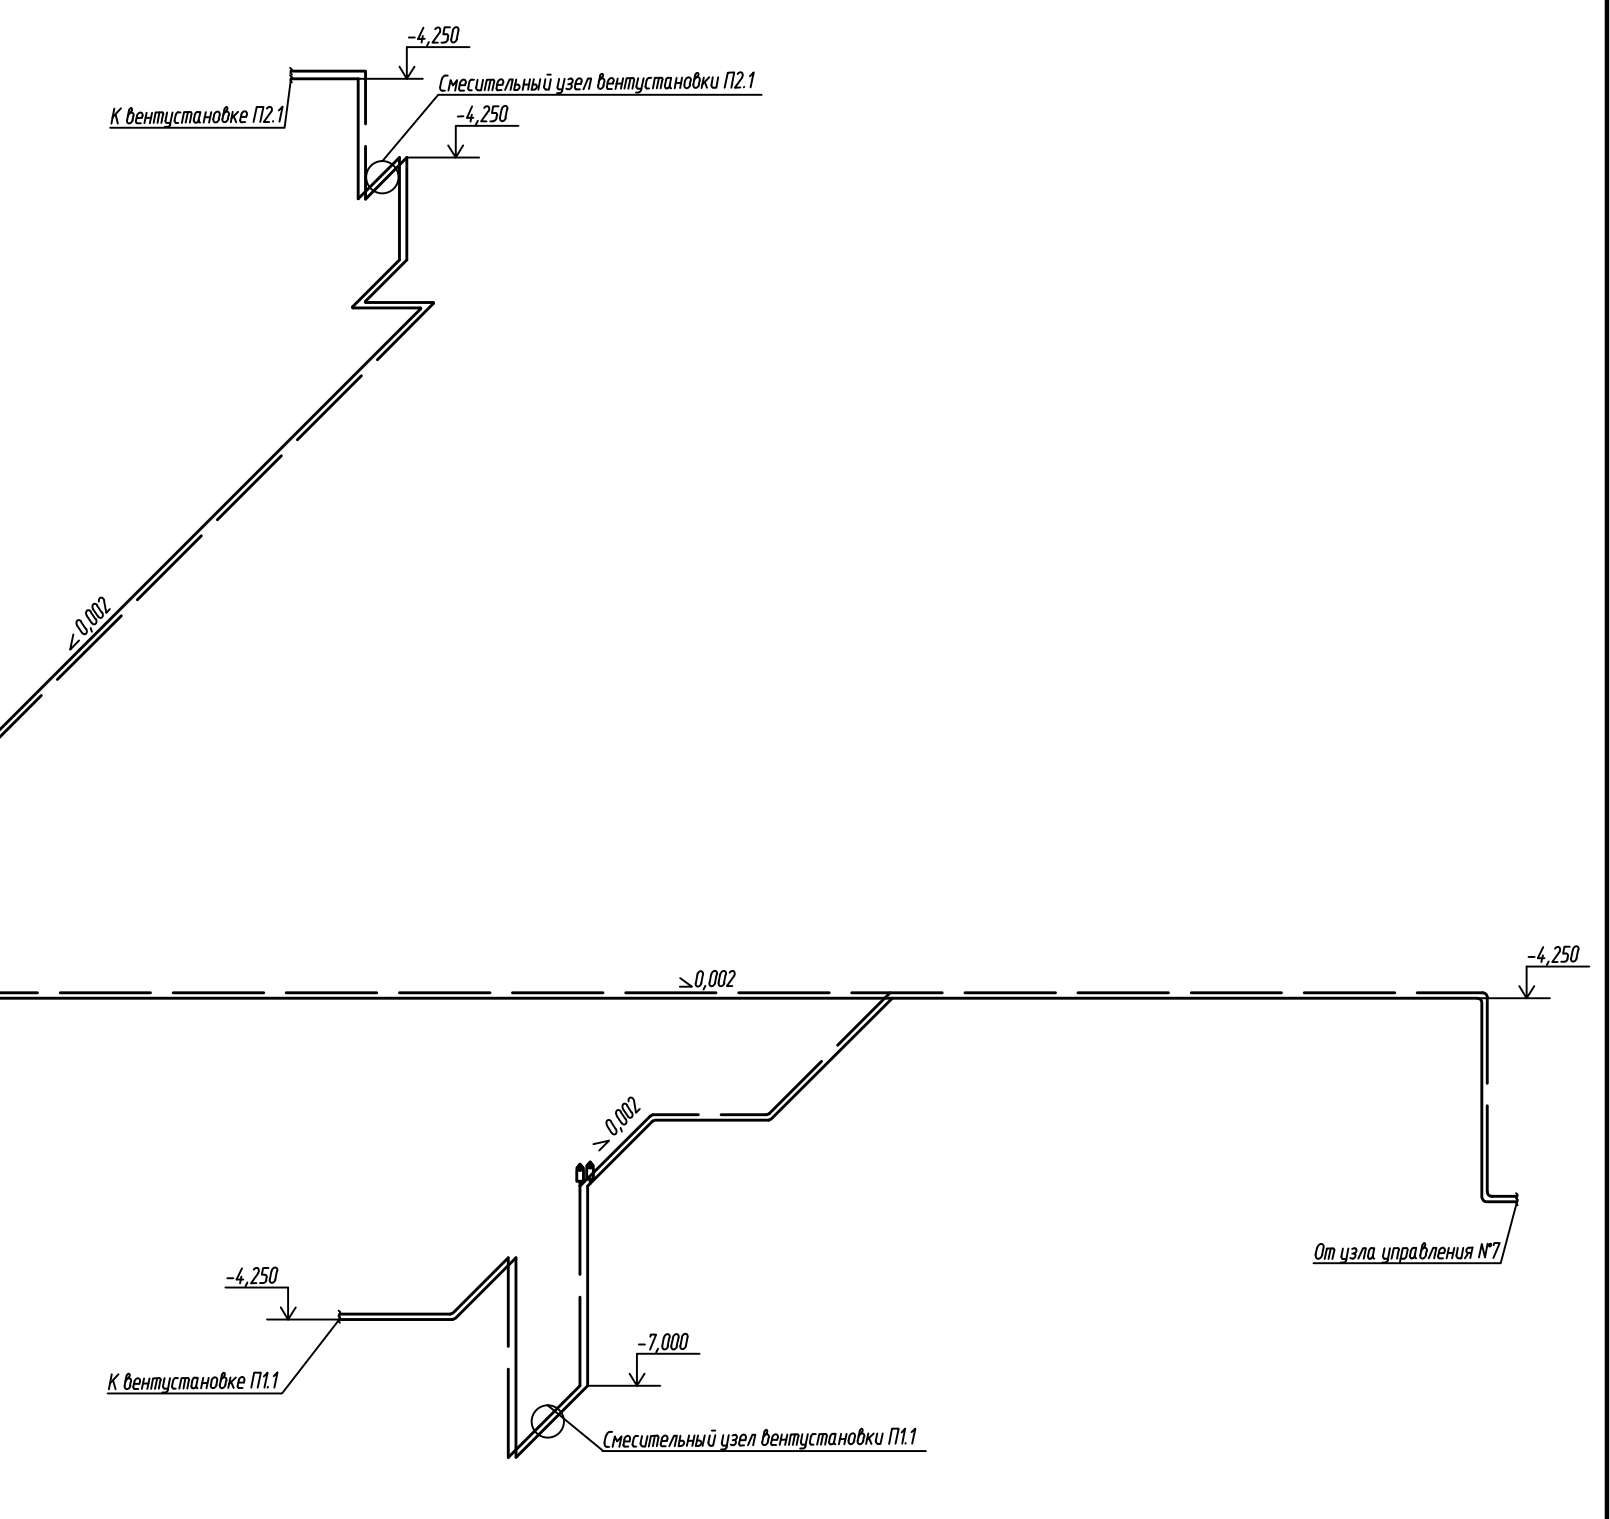 -4,250
Смесительный узел вентустановки П2.1
К вентустановке П2.1
-4,250
0,002
-4,250
0,002
0,002
От узла управления №7
-4,250
-7,000
К вентустановке П1.1
Смесительный узел вентустановки П1.1